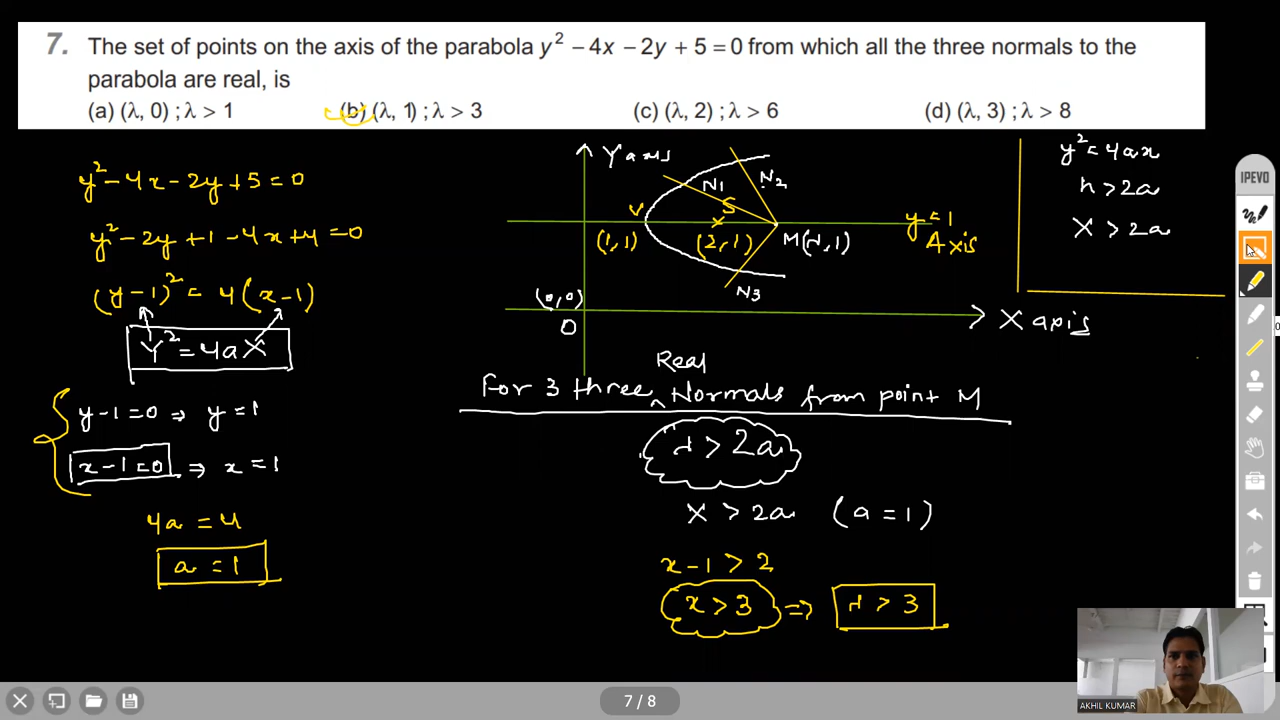 7. The set of points on the axis of the parabola y² − 4x − 2y + 5 = 0 from which all the three normals to the
parabola are real, is
(a) (λ, 0) ; λ > 1 (b) (λ, 1) ; λ > 3 (c) (λ, 2) ; λ > 6 (d) (λ, 3) ; λ > 8
y² - 4x - 2y + 5 = 0
y² - 2y + 1 - 4x + 4 = 0
(y - 1)² = 4(x - 1)
Y² = 4aX
y - 1 = 0 ⇒ y = 1
x - 1 = 0 ⇒ x = 1
4a = 4
a = 1
Y axis
N1
N2
V
S
y = 1
(1, 1)
(2, 1)
M(λ, 1)
Axis
N3
(0, 0)
O
X axis
y² = 4ax
h > 2a
X > 2a
Real
For 3 three ^ Normals from point M
λ > 2a
X > 2a (a = 1)
x - 1 > 2
x > 3 ⇒ λ > 3
IPEVO
7 / 8
AKHIL KUMAR